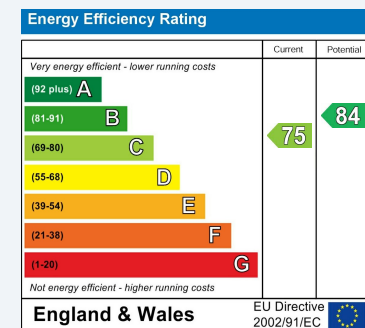 Energy Efficiency Rating
Current Potential
Very energy efficient - lower running costs
(92 plus) A
(81-91) B
84
(69-80) C
75
(55-68) D
(39-54) E
(21-38) F
(1-20) G
Not energy efficient - higher running costs
England & Wales
EU Directive
2002/91/EC